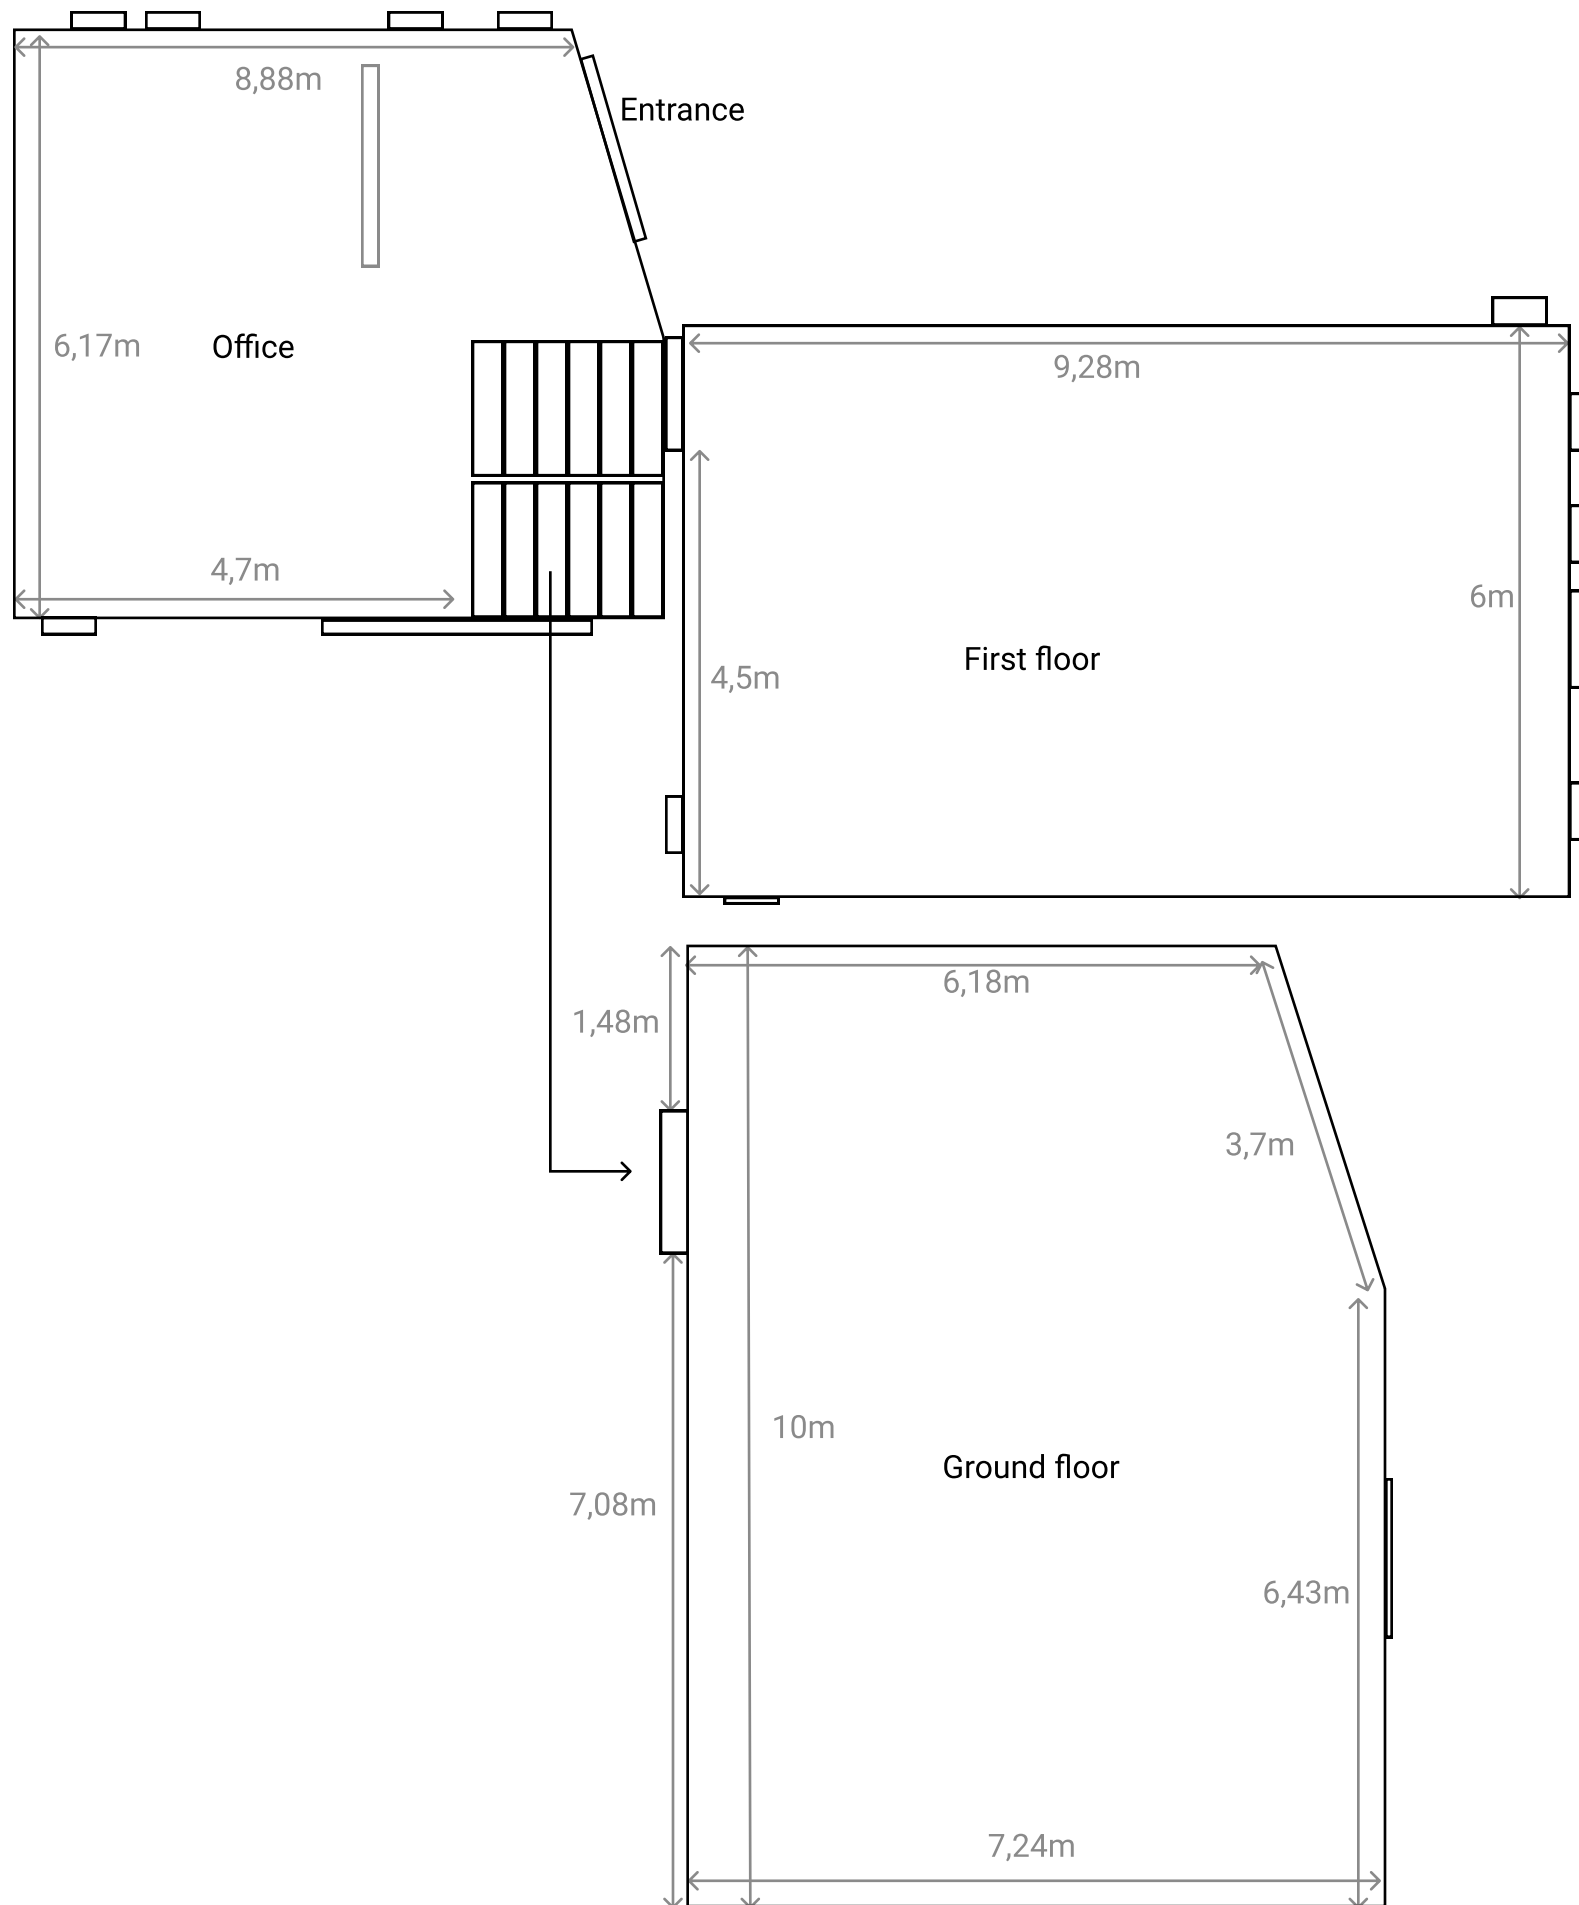 8,88m
Entrance
6,17m
Office
9,28m
4,7m
6m
First floor
4,5m
6,18m
1,48m
3,7m
10m
Ground floor
7,08m
6,43m
7,24m